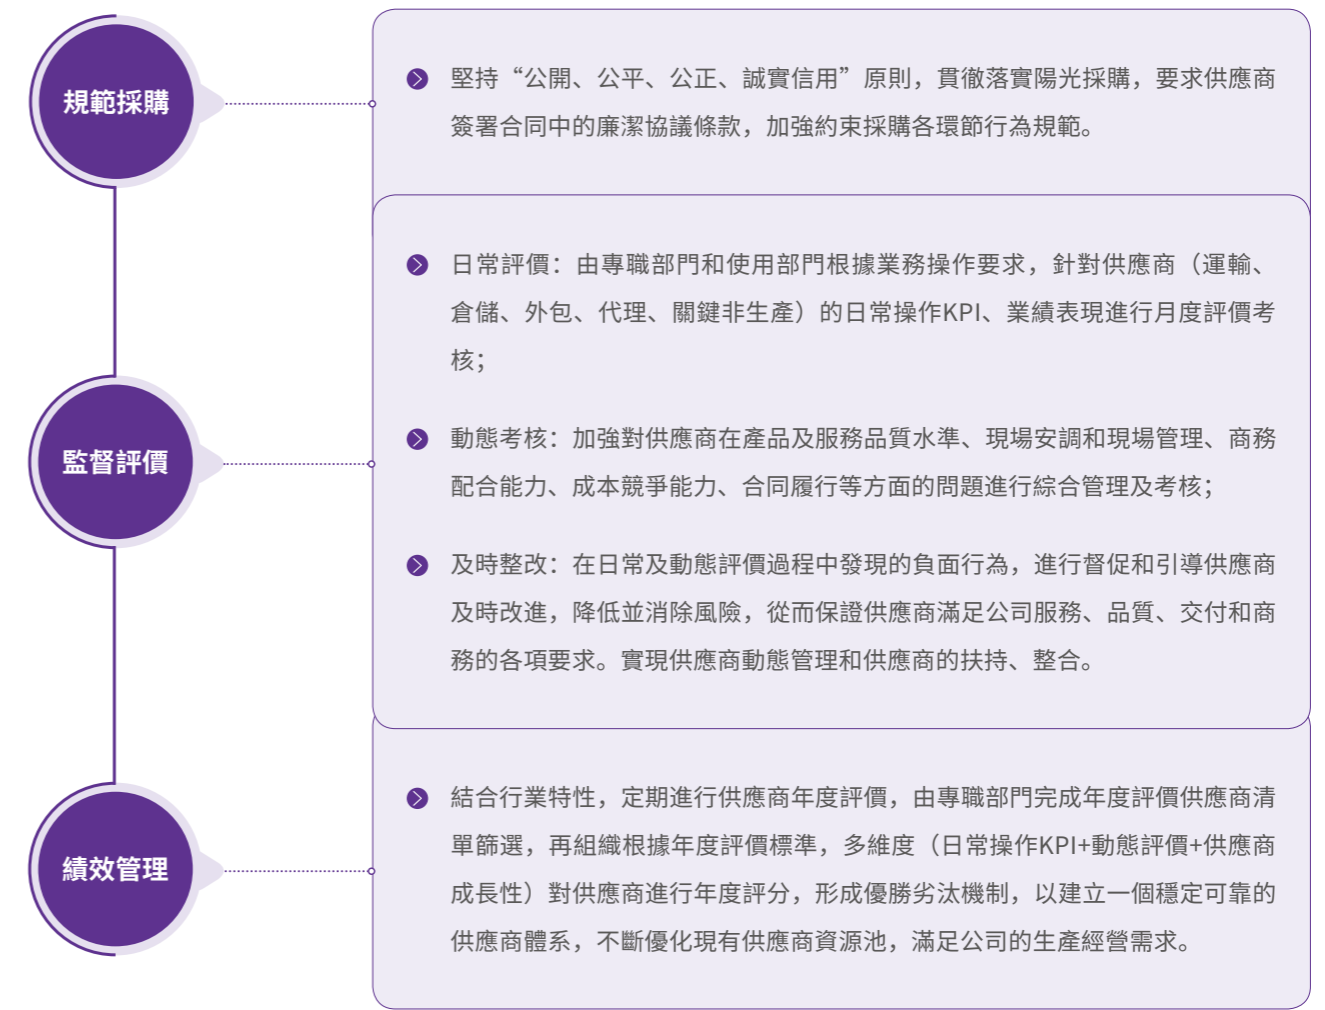 規範採購
堅持“公開、公平、公正、誠實信用”原則，貫徹落實陽光採購，要求供應商
簽署合同中的廉潔協議條款，加強約束採購各環節行為規範。
監督評價
日常評價：由專職部門和使用部門根據業務操作要求，針對供應商（運輸、
倉儲、外包、代理、關鍵非生產）的日常操作KPI、業績表現進行月度評價考
核；
動態考核：加強對供應商在產品及服務品質水準、現場安調和現場管理、商務
配合能力、成本競爭能力、合同履行等方面的問題進行綜合管理及考核；
及時整改：在日常及動態評價過程中發現的負面行為，進行督促和引導供應商
及時改進，降低並消除風險，從而保證供應商滿足公司服務、品質、交付和商
務的各項要求。實現供應商動態管理和供應商的扶持、整合。
績效管理
結合行業特性，定期進行供應商年度評價，由專職部門完成年度評價供應商清
單篩選，再組織根據年度評價標準，多維度（日常操作KPI+動態評價+供應商
成長性）對供應商進行年度評分，形成優勝劣汰機制，以建立一個穩定可靠的
供應商體系，不斷優化現有供應商資源池，滿足公司的生產經營需求。